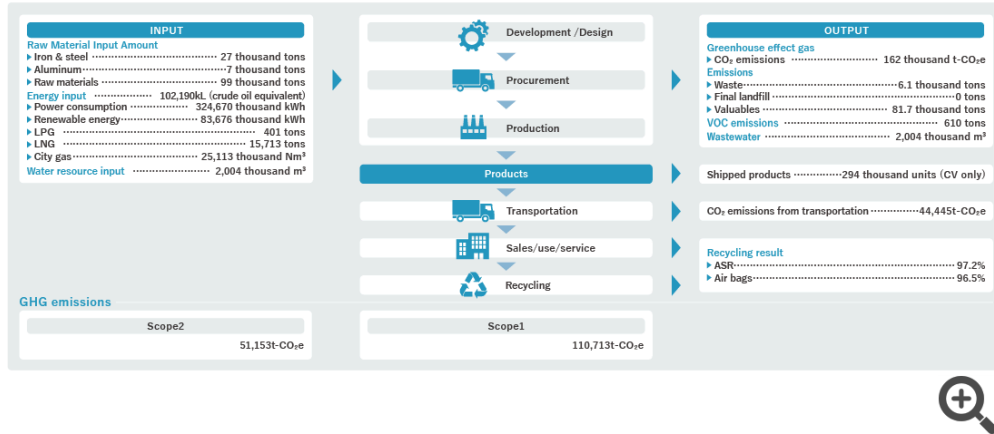 INPUT
Raw Material Input Amount
Iron & steel 27 thousand tons
Aluminum 7 thousand tons
Raw materials 99 thousand tons
Energy input 102,190kL (crude oil equivalent)
Power consumption 324,670 thousand kWh
Renewable energy 83,676 thousand kWh
LPG 401 tons
LNG 15,713 tons
City gas 25,113 thousand Nm³
Water resource input 2,004 thousand m³
Development /Design
Procurement
Production
Products
Transportation
Sales/use/service
Recycling
OUTPUT
Greenhouse effect gas
CO₂ emissions 162 thousand t-CO₂e
Emissions
Waste 6.1 thousand tons
Final landfill 0 tons
Valuables 81.7 thousand tons
VOC emissions 610 tons
Wastewater 2,004 thousand m³
Shipped products 294 thousand units (CV only)
CO₂ emissions from transportation 44,445t-CO₂e
Recycling result
ASR 97.2%
Air bags 96.5%
GHG emissions
Scope2
51,153t-CO₂e
Scope1
110,713t-CO₂e